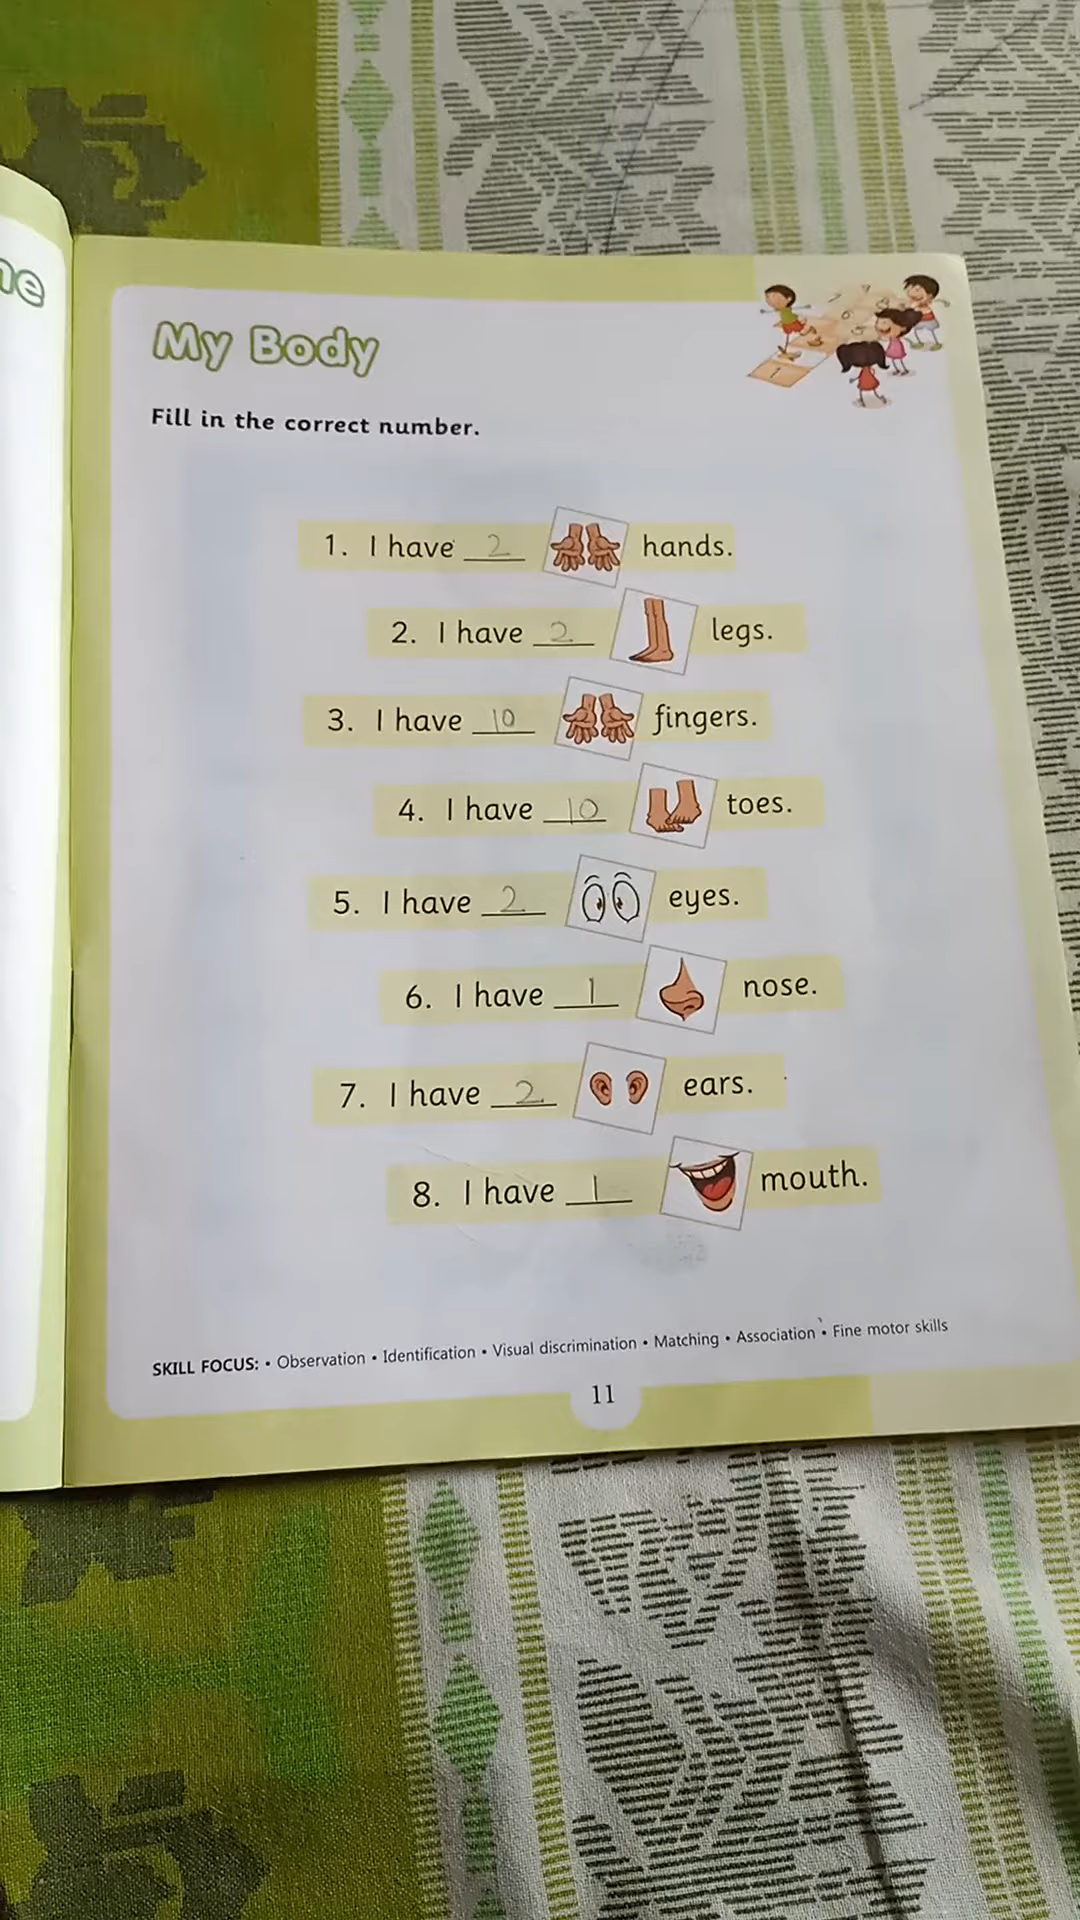 ne
My Body
Fill in the correct number.
1. I have 2 hands.
2. I have 2 legs.
3. I have 10 fingers.
4. I have 10 toes.
5. I have 2 eyes.
6. I have 1 nose.
7. I have 2 ears.
8. I have 1 mouth.
SKILL FOCUS: • Observation • Identification • Visual discrimination • Matching • Association • Fine motor skills
11